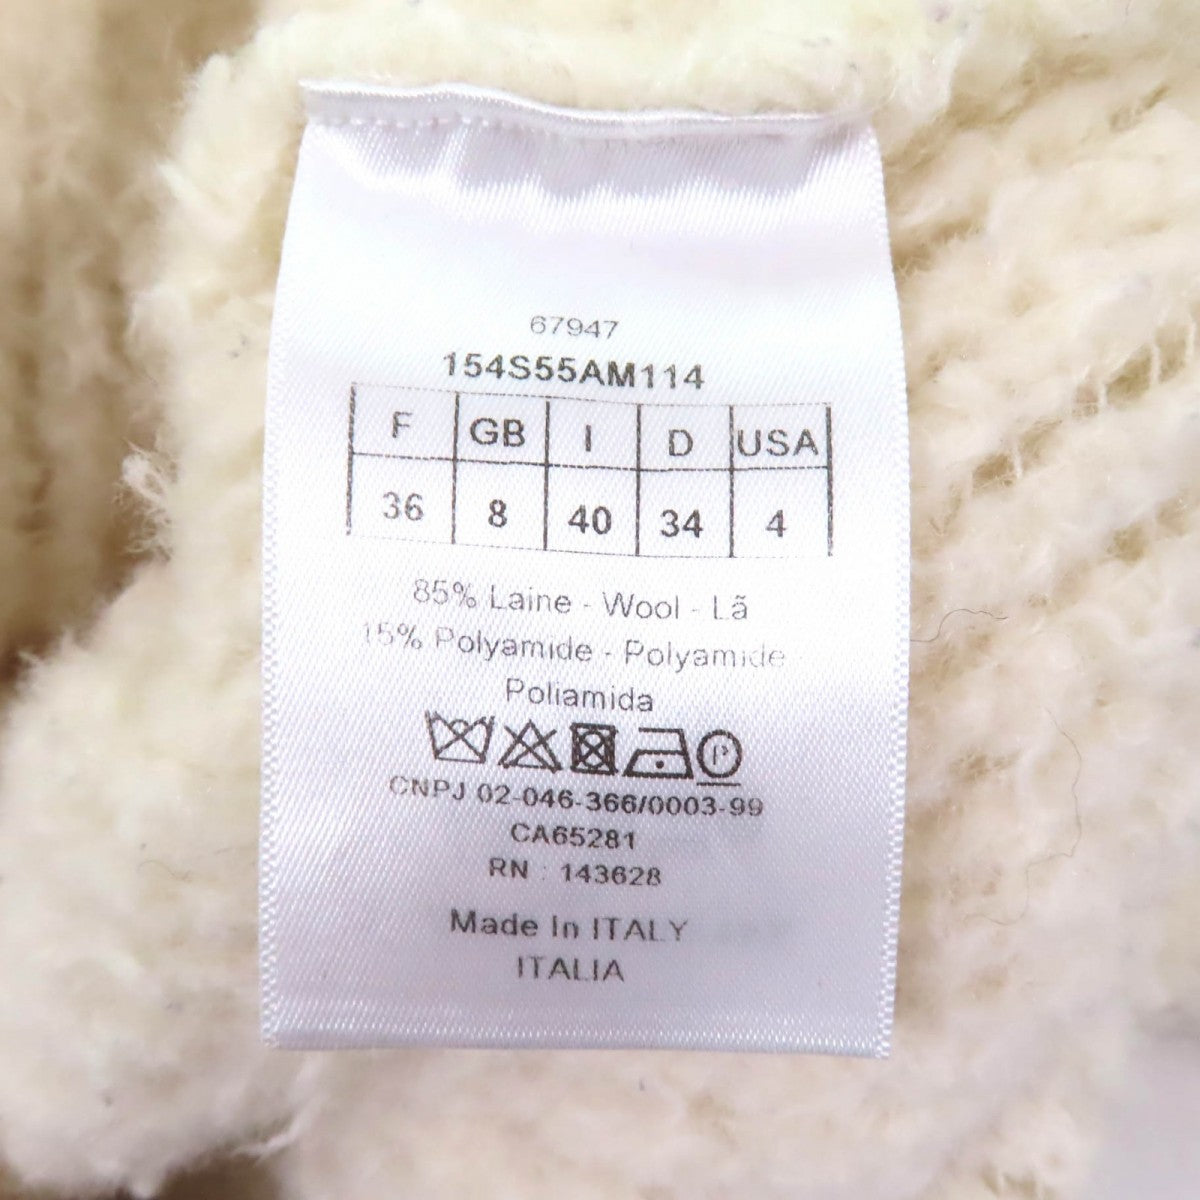 67947
154S55AM114
F GB I D USA
36 8 40 34 4
85% Laine - Wool - Lã
15% Polyamide - Polyamide -
Poliamida
P
CNPJ 02-046-366/0003-99
CA65281
RN : 143628
Made In ITALY
ITALIA